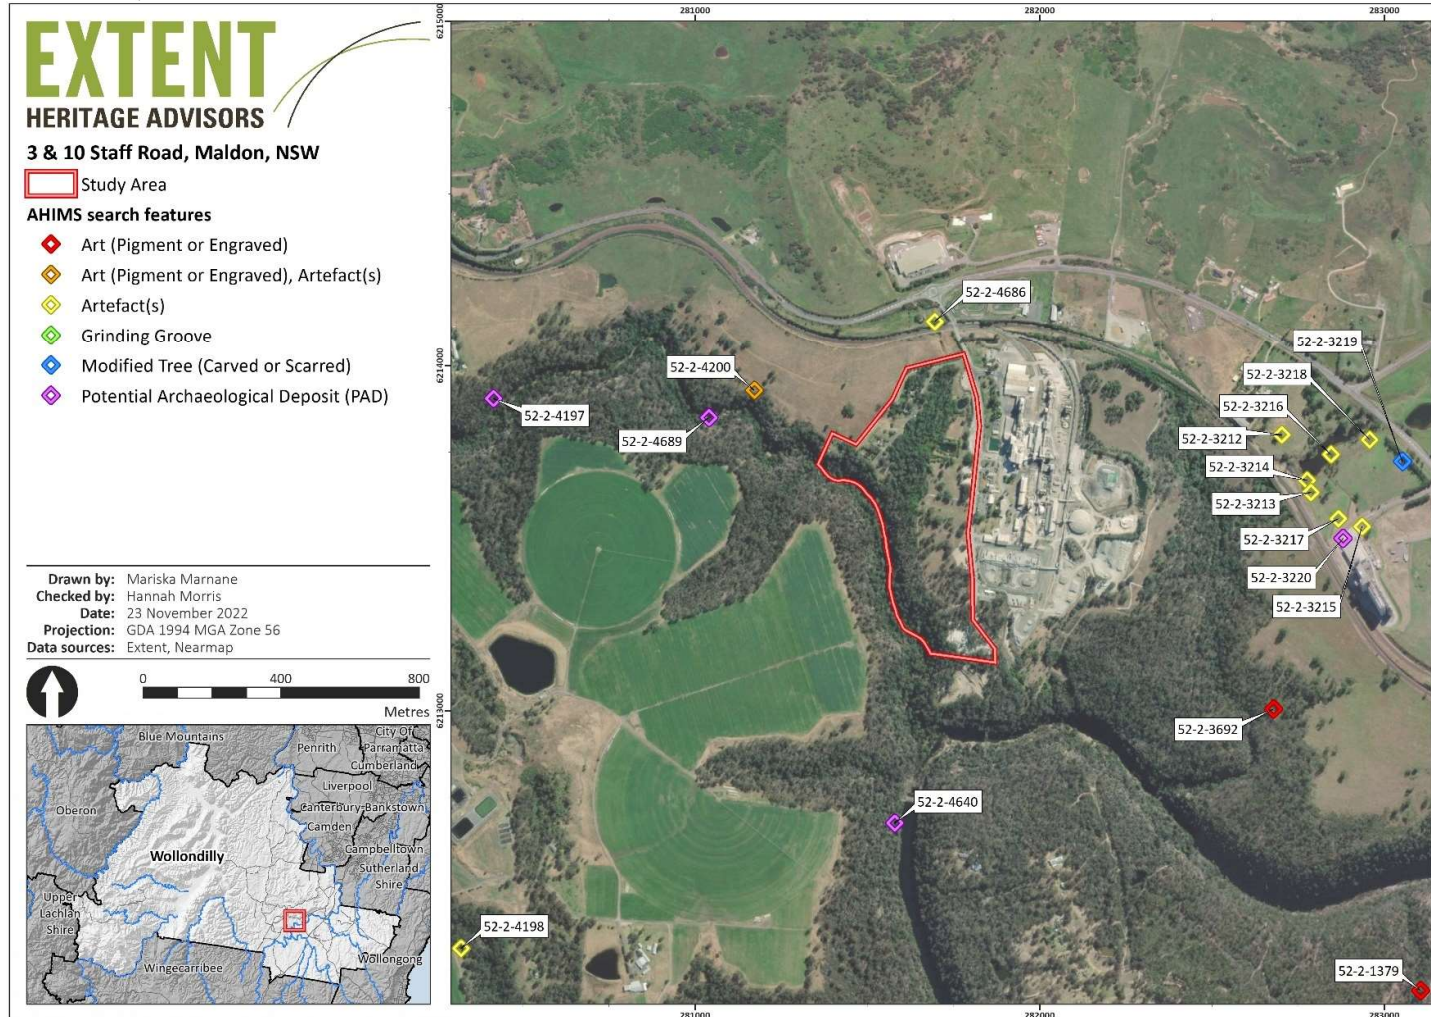 EXTENT
HERITAGE ADVISORS
3 & 10 Staff Road, Maldon, NSW
Study Area
AHIMS search features
Art (Pigment or Engraved)
Art (Pigment or Engraved), Artefact(s)
Artefact(s)
Grinding Groove
Modified Tree (Carved or Scarred)
Potential Archaeological Deposit (PAD)
Drawn by: Mariska Marnane
Checked by: Hannah Morris
Date: 23 November 2022
Projection: GDA 1994 MGA Zone 56
Data sources: Extent, Nearmap
0 400 800
Metres
Blue Mountains
Penrith
City Of
Parramatta
Cumberland
Liverpool
Oberon
Canterbury-Bankstown
Camden
Wollondilly
Campbelltown
Sutherland
Shire
Upper
Lachlan
Shire
Wollongong
Wingecarribee
281000 282000 283000
6215000
6214000
6213000
52-2-4686
52-2-3219
52-2-4200
52-2-3218
52-2-3216
52-2-4197
52-2-4689
52-2-3212
52-2-3214
52-2-3213
52-2-3217
52-2-3220
52-2-3215
52-2-3692
52-2-4640
52-2-4198
52-2-1379
281000 282000 283000